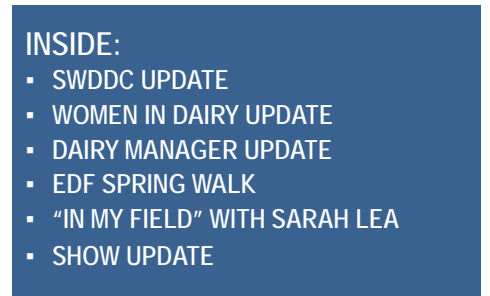 INSIDE:
▪ SWDDC UPDATE
▪ WOMEN IN DAIRY UPDATE
▪ DAIRY MANAGER UPDATE
▪ EDF SPRING WALK
▪ “IN MY FIELD” WITH SARAH LEA
▪ SHOW UPDATE